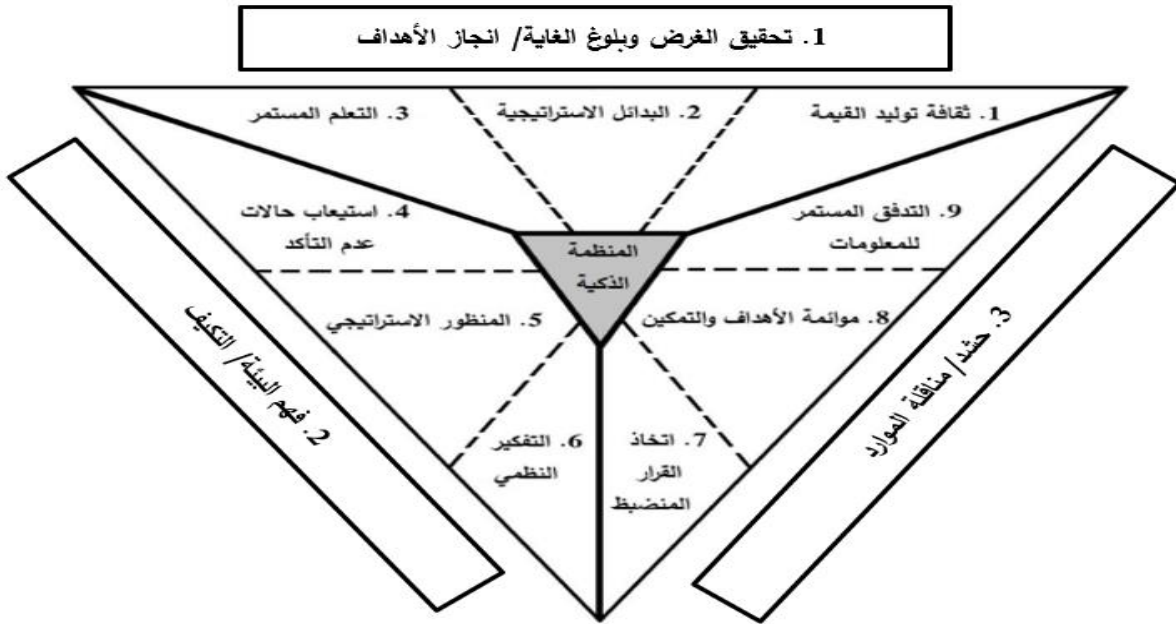 1. تحقيق الغرض وبلوغ الغاية/ انجاز الأهداف
1. ثقافة توليد القيمة
2. البدائل الاستراتيجية
3. التعلم المستمر
4. استيعاب حالات
عدم التأكد
5. المنظور الاستراتيجي
6. التفكير
النظمي
7. اتخاذ
القرار
المنضبظ
8. موائمة الأهداف والتمكين
9. التدفق المستمر
للمعلومات
المنظمة
الذكية
2. فهم البيئة/ التكيف
3. حشد/ مناقلة الموارد